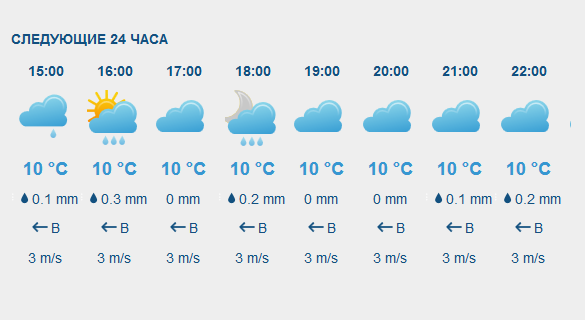 СЛЕДУЮЩИЕ 24 ЧАСА
15:00 16:00 17:00 18:00 19:00 20:00 21:00 22:00
10 °C 10 °C 10 °C 10 °C 10 °C 10 °C 10 °C 10 °C
0.1 mm 0.3 mm 0 mm 0.2 mm 0 mm 0 mm 0.1 mm 0.2 mm
В В В В В В В В
3 m/s 3 m/s 3 m/s 3 m/s 3 m/s 3 m/s 3 m/s 3 m/s